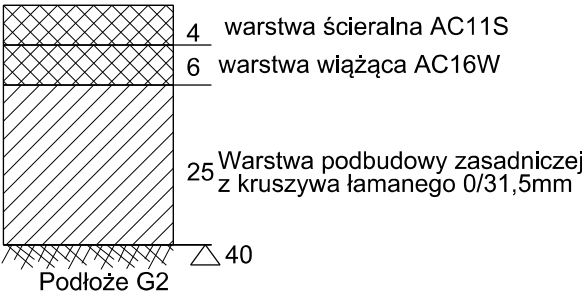 4 warstwa ścieralna AC11S
6 warstwa wiążąca AC16W
25 Warstwa podbudowy zasadniczej
z kruszywa łamanego 0/31,5mm
40
Podłoże G2